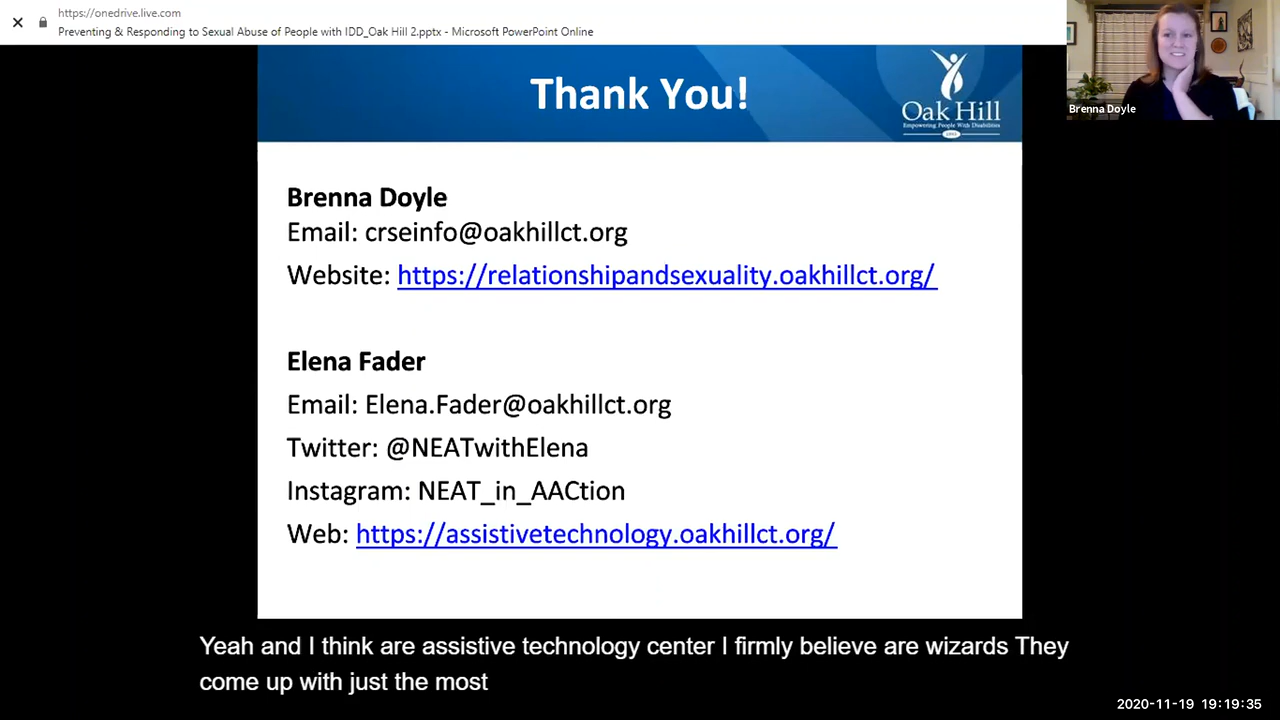 https://onedrive.live.com
Preventing & Responding to Sexual Abuse of People with IDD_Oak Hill 2.pptx - Microsoft PowerPoint Online
Thank You!
Oak Hill
Empowering People With Disabilities
Brenna Doyle
Brenna Doyle
Email: crseinfo@oakhillct.org
Website: https://relationshipandsexuality.oakhillct.org/
Elena Fader
Email: Elena.Fader@oakhillct.org
Twitter: @NEATwithElena
Instagram: NEAT_in_AACtion
Web: https://assistivetechnology.oakhillct.org/
Yeah and I think are assistive technology center I firmly believe are wizards They
come up with just the most
2020-11-19 19:19:35